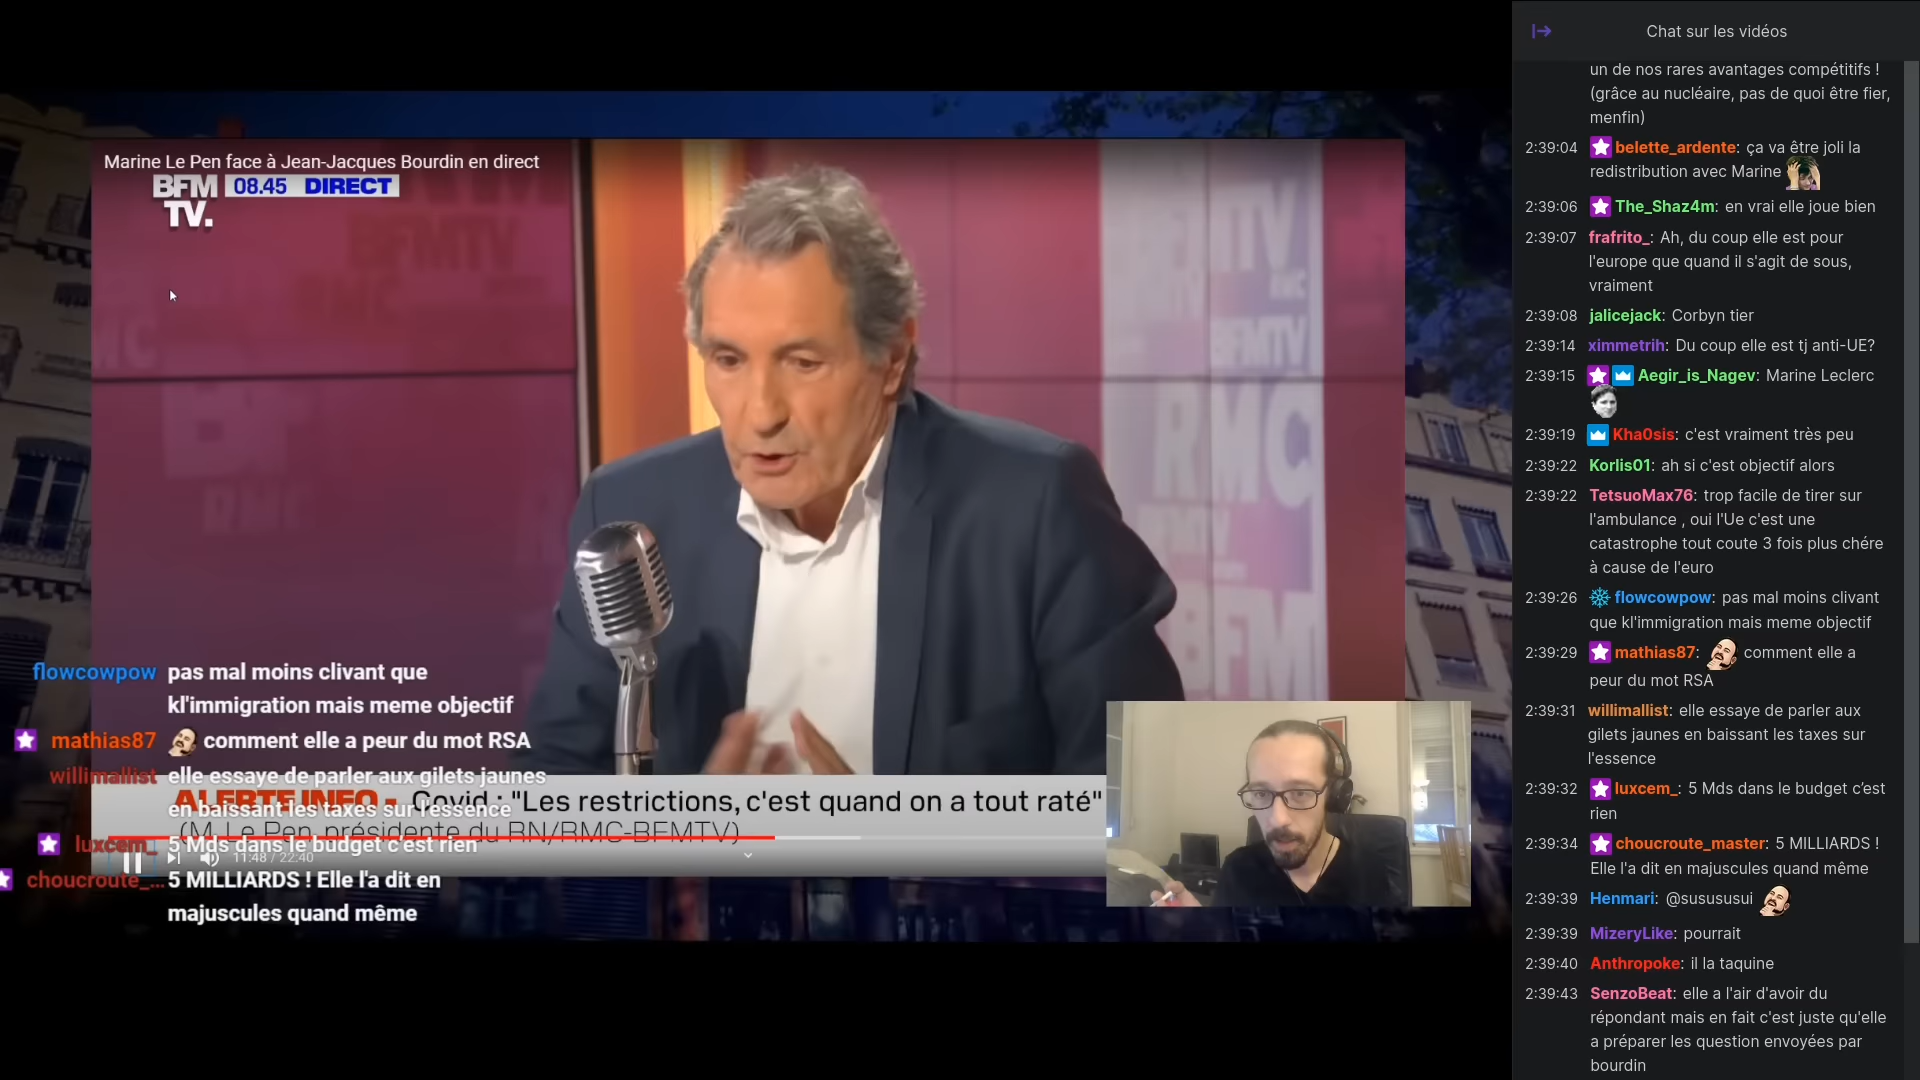 Marine Le Pen face à Jean-Jacques Bourdin en direct
BFM
TV.
08.45 DIRECT
BFMTV
RMC
RMC
BFMTV
RMC
RMC
flowcowpow pas mal moins clivant que
kl'immigration mais meme objectif
mathias87 comment elle a peur du mot RSA
willimallist elle essaye de parler aux gilets jaunes
en baissant les taxes sur l'essence
ALERTE INFO Covid : "Les restrictions, c'est quand on a tout raté"
(M. Le Pen, présidente du RN/RMC-BFMTV)
luxcem_ 5 Mds dans le budget c'est rien
11:48 / 22:40
choucroute_... 5 MILLIARDS ! Elle l'a dit en
majuscules quand même
Chat sur les vidéos
un de nos rares avantages compétitifs !
(grâce au nucléaire, pas de quoi être fier,
menfin)
2:39:04 belette_ardente: ça va être joli la
redistribution avec Marine
2:39:06 The_Shaz4m: en vrai elle joue bien
2:39:07 frafrito_: Ah, du coup elle est pour
l'europe que quand il s'agit de sous,
vraiment
2:39:08 jalicejack: Corbyn tier
2:39:14 ximmetrih: Du coup elle est tj anti-UE?
2:39:15 Aegir_is_Nagev: Marine Leclerc
2:39:19 Kha0sis: c'est vraiment très peu
2:39:22 Korlis01: ah si c'est objectif alors
2:39:22 TetsuoMax76: trop facile de tirer sur
l'ambulance , oui l'Ue c'est une
catastrophe tout coute 3 fois plus chére
à cause de l'euro
2:39:26 flowcowpow: pas mal moins clivant
que kl'immigration mais meme objectif
2:39:29 mathias87: comment elle a
peur du mot RSA
2:39:31 willimallist: elle essaye de parler aux
gilets jaunes en baissant les taxes sur
l'essence
2:39:32 luxcem_: 5 Mds dans le budget c'est
rien
2:39:34 choucroute_master: 5 MILLIARDS !
Elle l'a dit en majuscules quand même
2:39:39 Henmari: @susususui
2:39:39 MizeryLike: pourrait
2:39:40 Anthropoke: il la taquine
2:39:43 SenzoBeat: elle a l'air d'avoir du
répondant mais en fait c'est juste qu'elle
a préparer les question envoyées par
bourdin